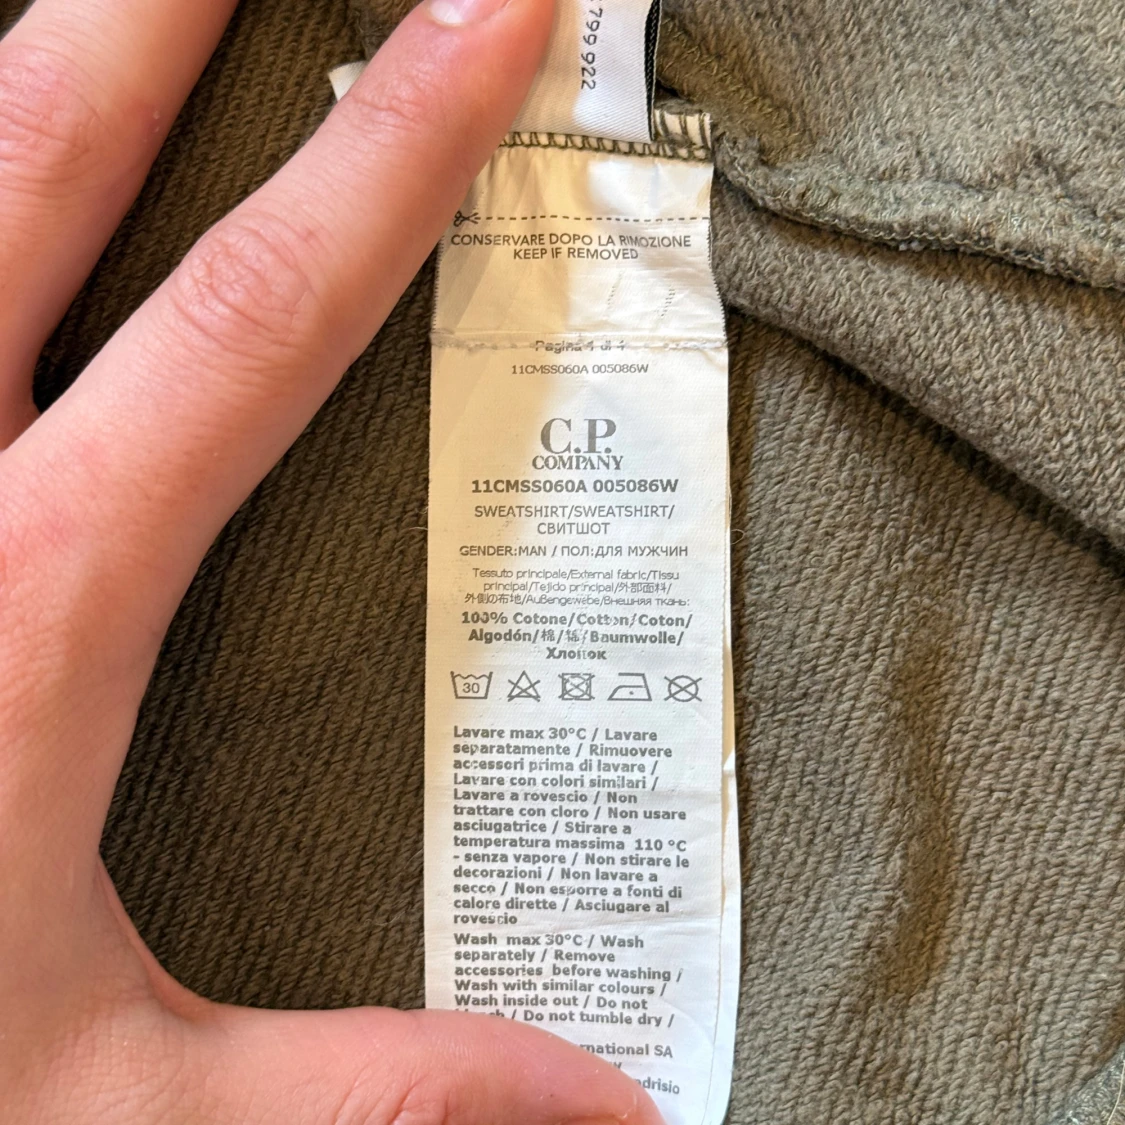 799 922
CONSERVARE DOPO LA RIMOZIONE
KEEP IF REMOVED
Pagina 4 di 4
11CMSS060A 005086W
C.P.
COMPANY
11CMSS060A 005086W
SWEATSHIRT/SWEATSHIRT/
СВИТШОТ
GENDER:MAN / ПОЛ:ДЛЯ МУЖЧИН
Tessuto principale/External fabric/Tissu
principal/Tejido principal/外部面料/
外側の布地/Außengewebe/Внешняя ткань:
100% Cotone/Cotton/Coton/
Algodón/棉/綿/Baumwolle/
Хлопок
30
Lavare max 30°C / Lavare
separatamente / Rimuovere
accessori prima di lavare /
Lavare con colori similari /
Lavare a rovescio / Non
trattare con cloro / Non usare
asciugatrice / Stirare a
temperatura massima 110 °C
- senza vapore / Non stirare le
decorazioni / Non lavare a
secco / Non esporre a fonti di
calore dirette / Asciugare al
rovescio
Wash max 30°C / Wash
separately / Remove
accessories before washing /
Wash with similar colours /
Wash inside out / Do not
/ Do not tumble dry /
SA